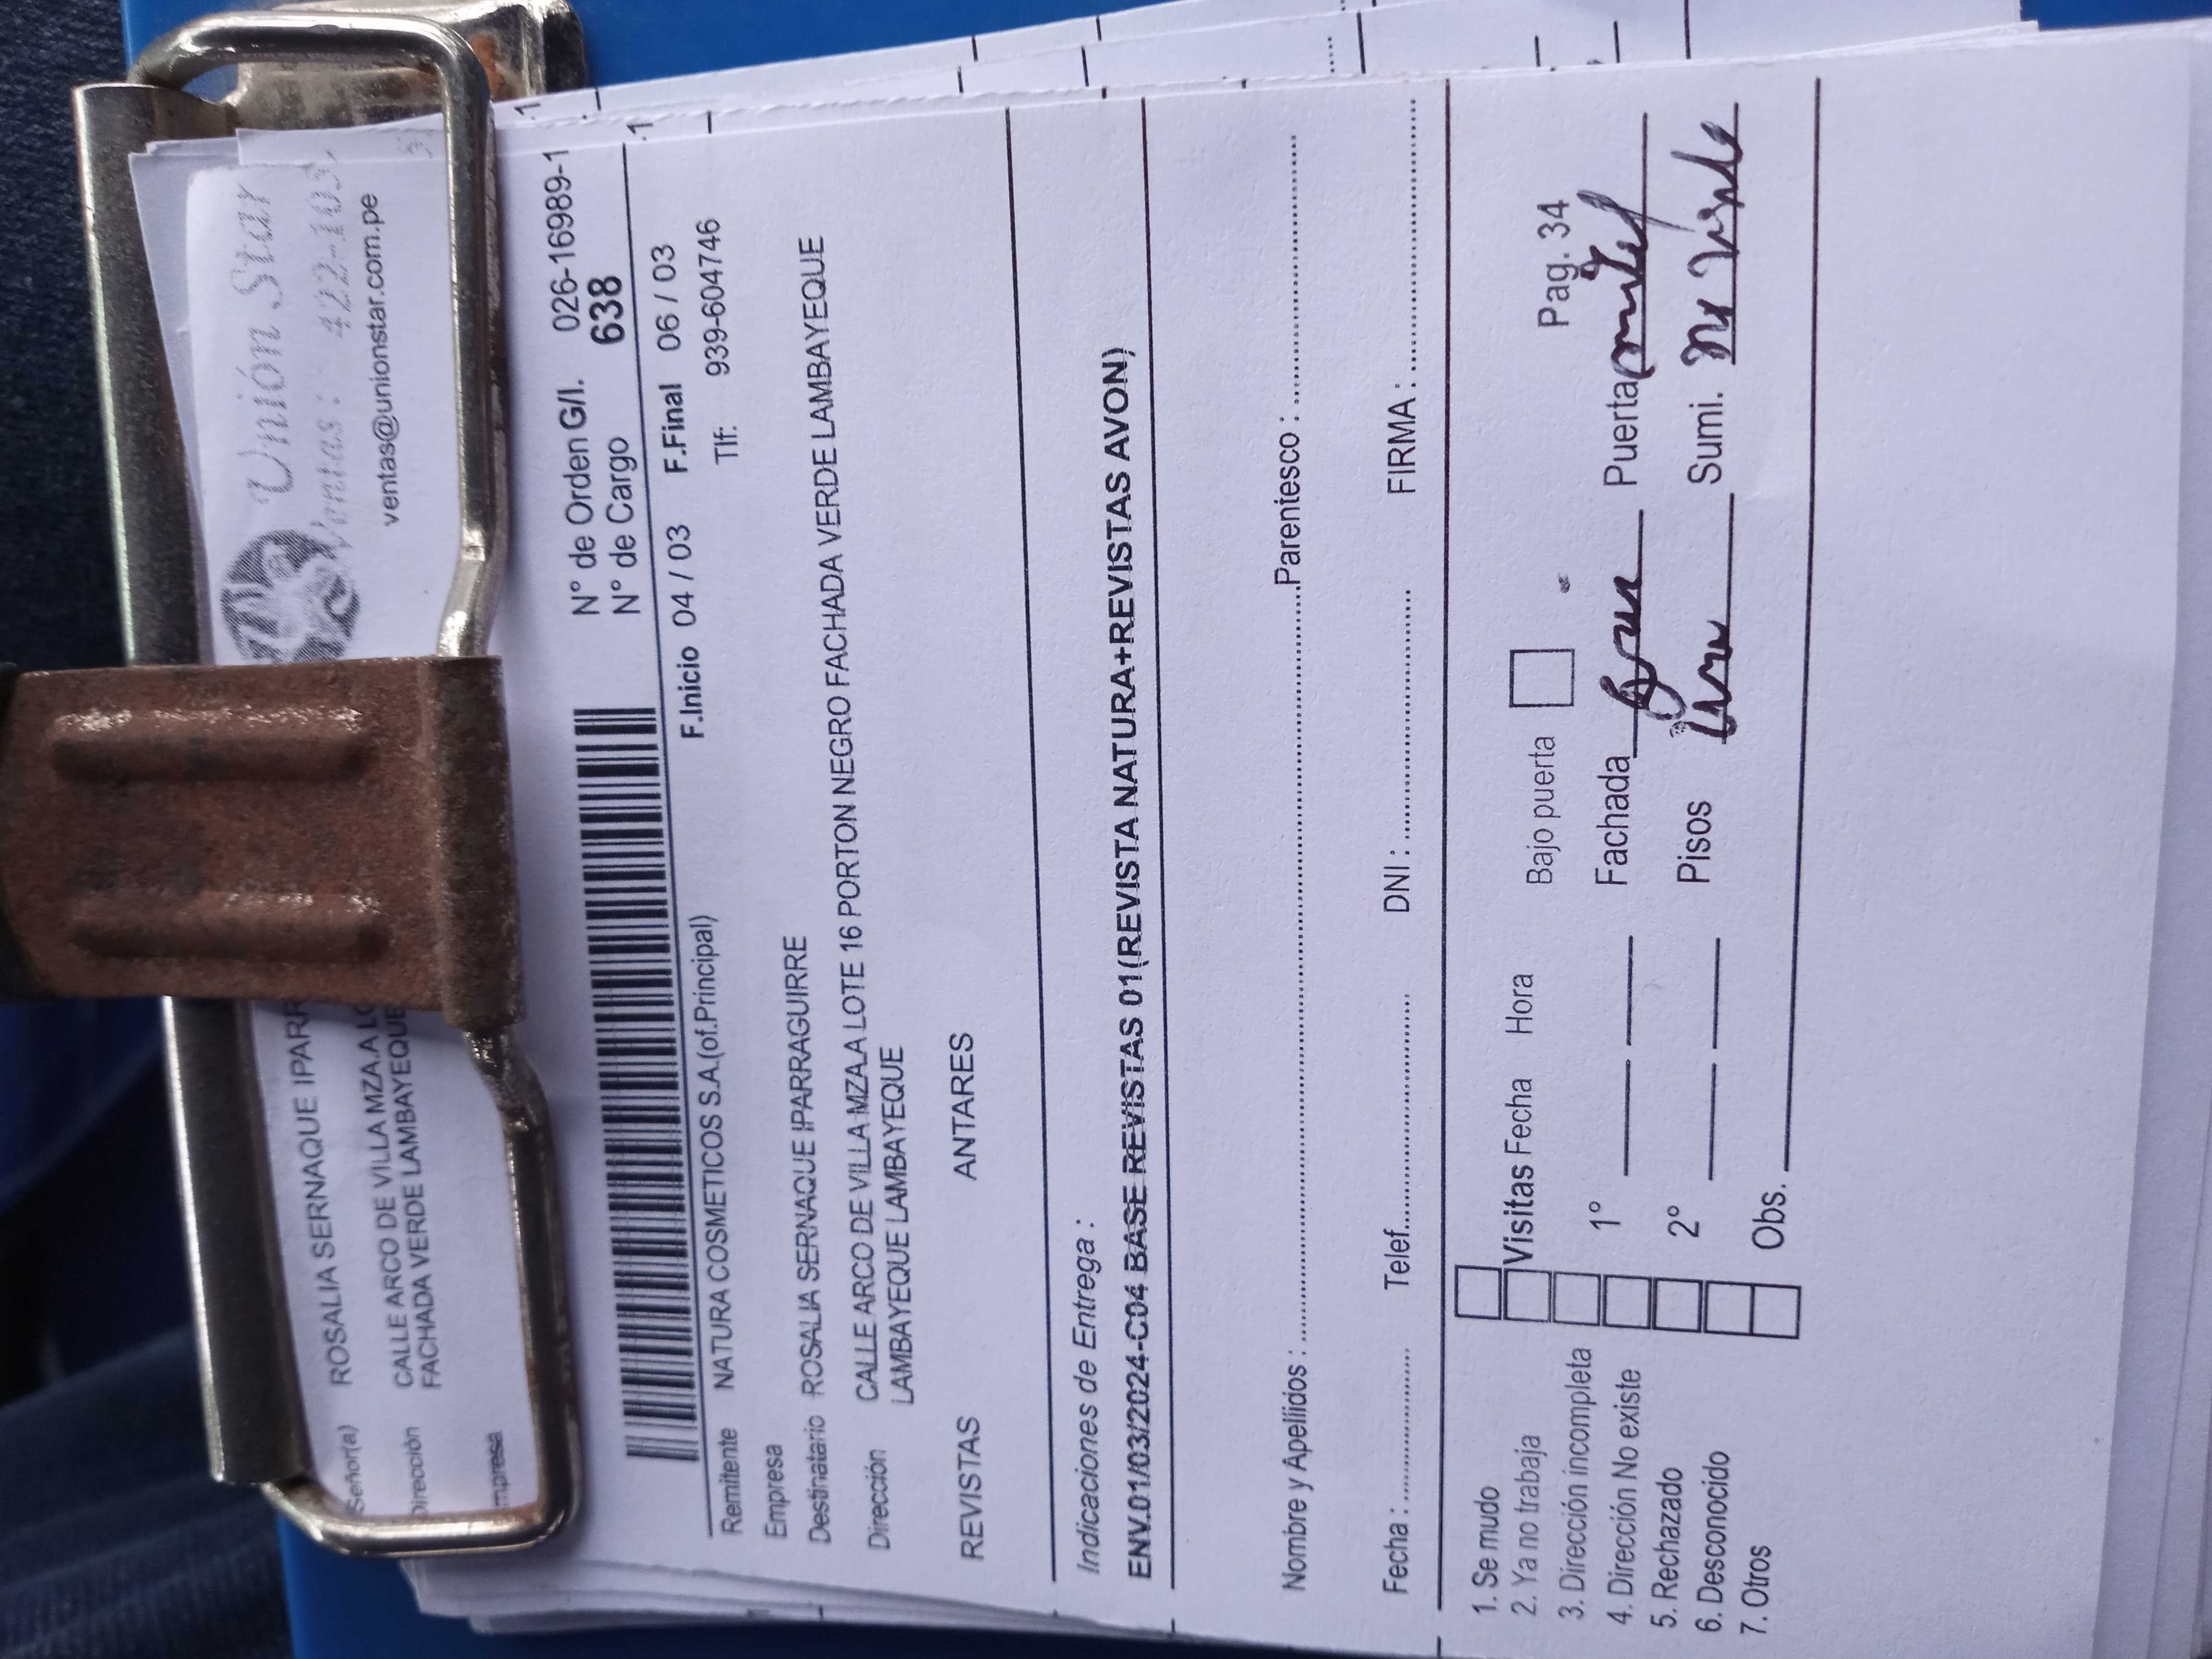 Unión Star
Ventas : 422-103
ventas@unionstar.com.pe
Señor(a) ROSALIA SERNAQUE IPARR
Dirección CALLE ARCO DE VILLA MZA.A LO
FACHADA VERDE LAMBAYEQUE
mpresa
N° de Orden G/I. 026-16989-1
N° de Cargo 638
F.Inicio 04 / 03 F.Final 06 / 03
Remitente NATURA COSMETICOS S.A.(of.Principal) Tlf: 939-604746
Empresa
Destinatario ROSALIA SERNAQUE IPARRAGUIRRE
Dirección CALLE ARCO DE VILLA MZA.A LOTE 16 PORTON NEGRO FACHADA VERDE LAMBAYEQUE
LAMBAYEQUE LAMBAYEQUE
REVISTAS ANTARES
Indicaciones de Entrega :
ENV.01/03/2024-C04 BASE REVISTAS 01(REVISTA NATURA+REVISTAS AVON)
Nombre y Apellidos : Parentesco :
Fecha : Telef. DNI : FIRMA :
1. Se mudo
2. Ya no trabaja
3. Dirección incompleta
4. Dirección No existe
5. Rechazado
6. Desconocido
7. Otros
Visitas Fecha Hora
1°
2°
Obs.
Bajo puerta
Pag. 34
Fachada Puerta
Pisos Sumi.